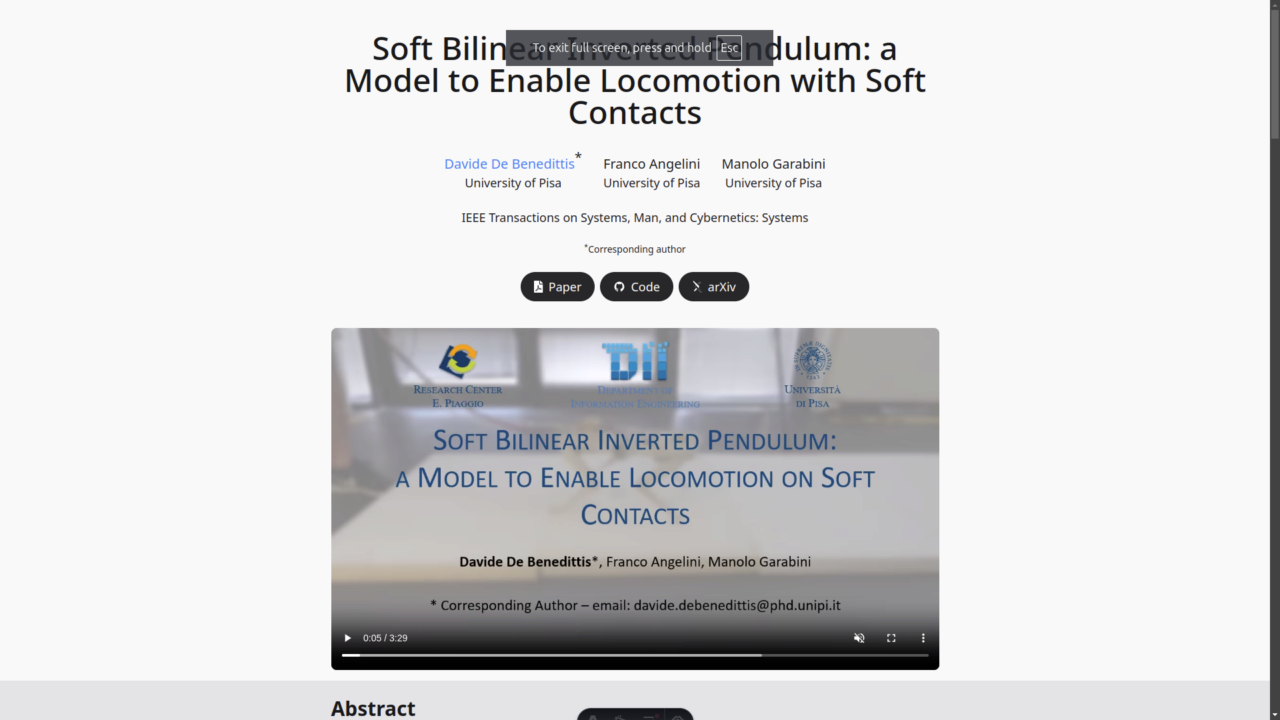 Soft Bilinear Inverted Pendulum: a
To exit full screen, press and hold Esc
Model to Enable Locomotion with Soft
Contacts
Davide De Benedittis* Franco Angelini Manolo Garabini
University of Pisa University of Pisa University of Pisa
IEEE Transactions on Systems, Man, and Cybernetics: Systems
*Corresponding author
Paper Code arXiv
Research Center
E. Piaggio
DII
Department of
Information Engineering
Università
di Pisa
Soft Bilinear Inverted Pendulum:
a Model to Enable Locomotion on Soft
Contacts
Davide De Benedittis*, Franco Angelini, Manolo Garabini
* Corresponding Author – email: davide.debenedittis@phd.unipi.it
0:05 / 3:29
Abstract